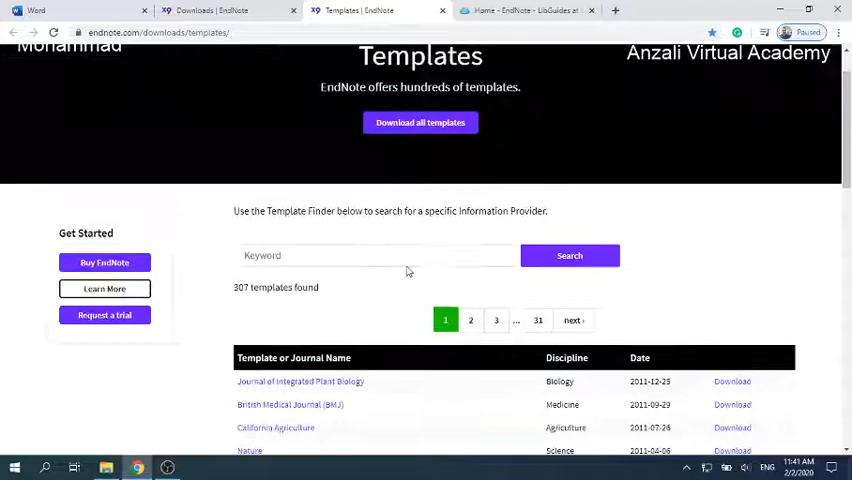 Word
Downloads | EndNote
Templates | EndNote
Home - EndNote - LibGuides at
endnote.com/downloads/templates/
Paused
Mohammad
Anzali Virtual Academy
Templates
EndNote offers hundreds of templates.
Download all templates
Use the Template Finder below to search for a specific Information Provider.
Get Started
Buy EndNote
Learn More
Request a trial
Keyword
Search
307 templates found
1 2 3 ... 31 next ›
Template or Journal Name Discipline Date
Journal of Integrated Plant Biology Biology 2011-12-25 Download
British Medical Journal (BMJ) Medicine 2011-09-29 Download
California Agriculture Agriculture 2011-07-26 Download
Nature Science 2011-04-06 Download
ENG
11:41 AM
2/2/2020